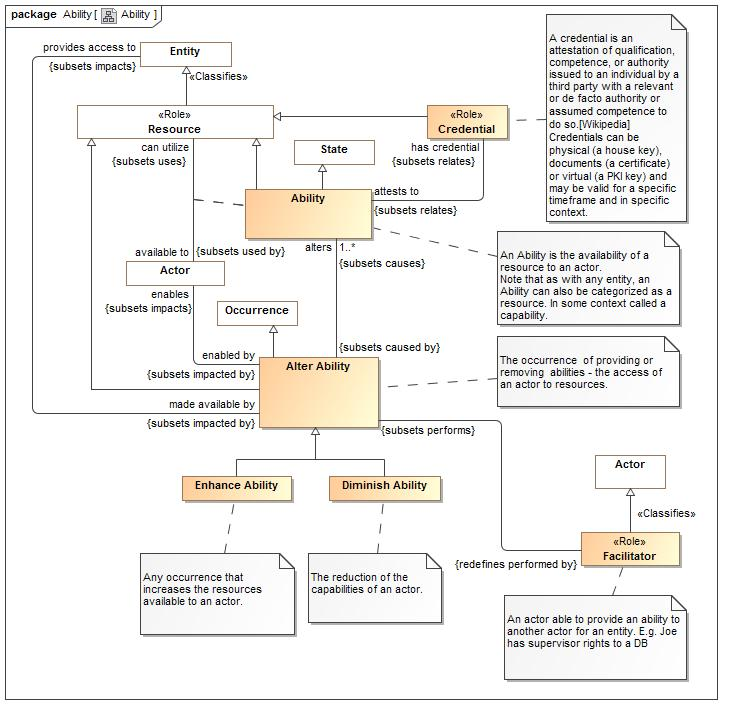 package Ability [ Ability ]
provides access to
{subsets impacts}
Entity
«Classifies»
«Role»
Resource
can utilize
{subsets uses}
«Role»
Credential
has credential
{subsets relates}
A credential is an
attestation of qualification,
competence, or authority
issued to an individual by a
third party with a relevant
or de facto authority or
assumed competence to
do so.[Wikipedia]
Credentials can be
physical (a house key),
documents (a certificate)
or virtual (a PKI key) and
may be valid for a specific
timeframe and in specific
context.
State
Ability
attests to
{subsets relates}
available to
{subsets used by}
alters
1..*
{subsets causes}
An Ability is the availability of a
resource to an actor.
Note that as with any entity, an
Ability can also be categorized as a
resource. In some context called a
capability.
Actor
enables
{subsets impacts}
Occurrence
enabled by
{subsets impacted by}
{subsets caused by}
Alter Ability
The occurrence of providing or
removing abilities - the access of
an actor to resources.
made available by
{subsets impacted by}
{subsets performs}
Enhance Ability
Diminish Ability
Actor
«Classifies»
«Role»
Facilitator
{redefines performed by}
Any occurrence that
increases the resources
available to an actor.
The reduction of the
capabilities of an actor.
An actor able to provide an ability to
another actor for an entity. E.g. Joe
has supervisor rights to a DB